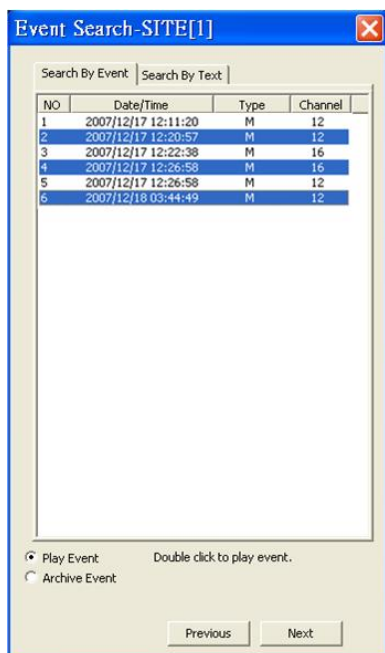 Event Search-SITE[1]
Search By Event Search By Text
NO Date/Time Type Channel
1 2007/12/17 12:11:20 M 12
2 2007/12/17 12:20:57 M 12
3 2007/12/17 12:22:38 M 16
4 2007/12/17 12:26:58 M 16
5 2007/12/17 12:26:58 M 12
6 2007/12/18 03:44:49 M 12
Play Event Double click to play event.
Archive Event
Previous Next